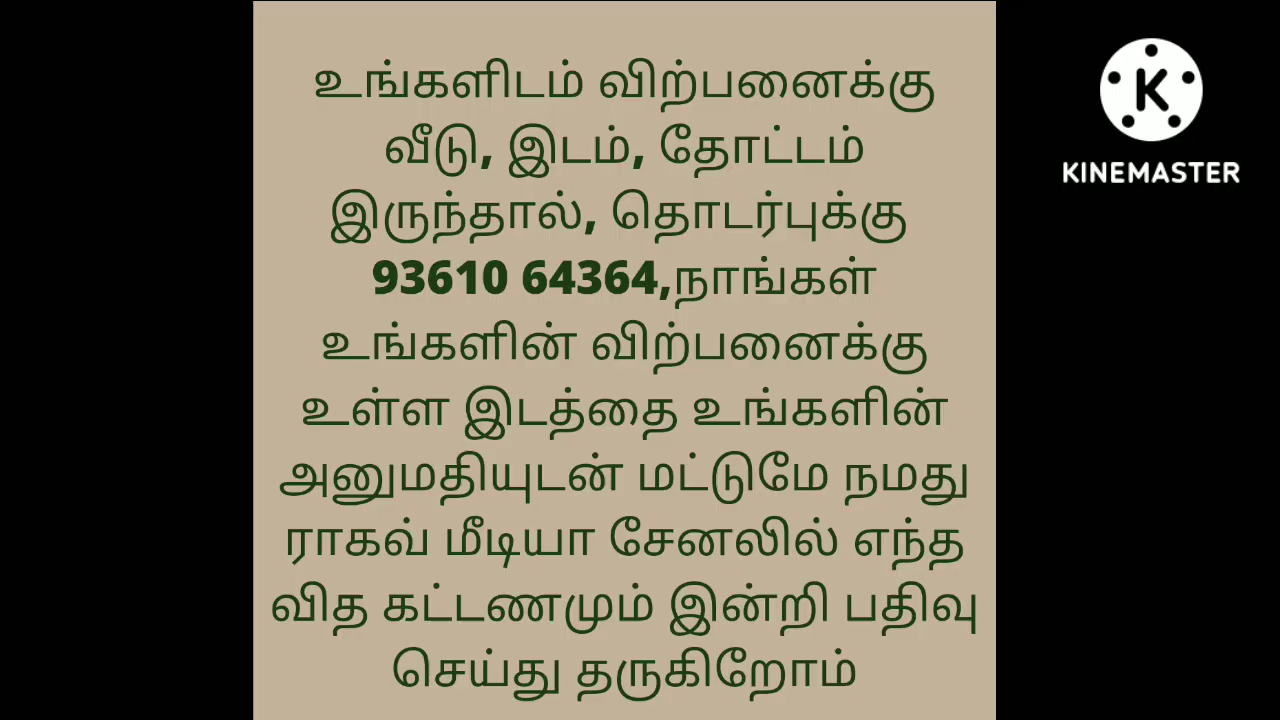 உங்களிடம் விற்பனைக்கு
வீடு, இடம், தோட்டம்
இருந்தால், தொடர்புக்கு
93610 64364,நாங்கள்
உங்களின் விற்பனைக்கு
உள்ள இடத்தை உங்களின்
அனுமதியுடன் மட்டுமே நமது
ராகவ் மீடியா சேனலில் எந்த
வித கட்டணமும் இன்றி பதிவு
செய்து தருகிறோம்
K
KINEMASTER